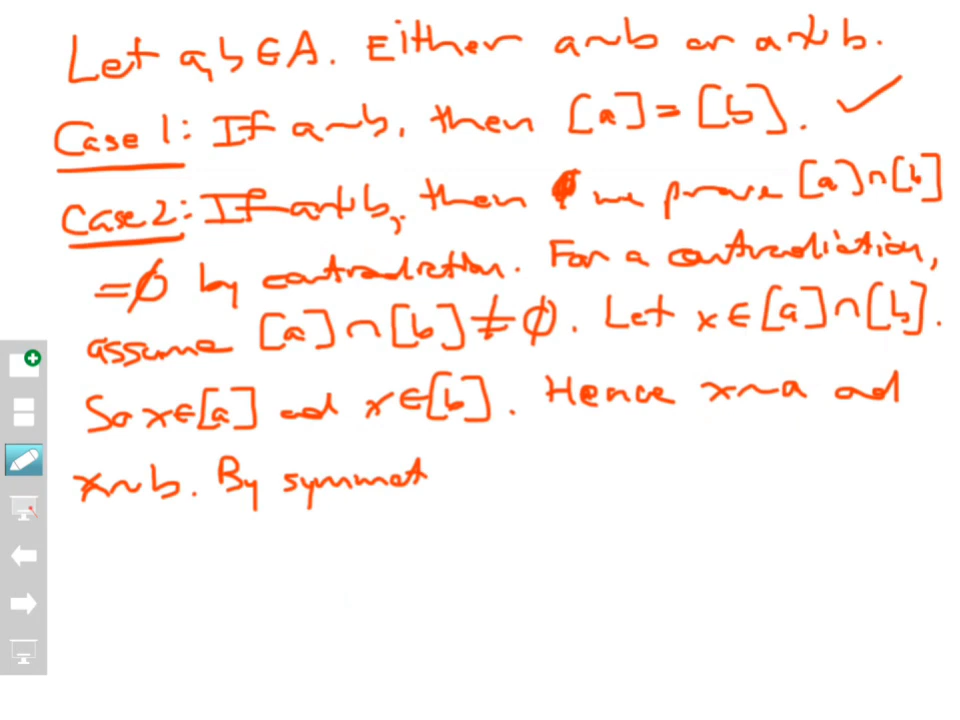 Let a, b ∈ A. Either a~b or a≁b.
Case 1: If a~b, then [a] = [b]. ✓
Case 2: If a≁b, then we prove [a]∩[b]
= ∅ by contradiction. For a contradiction,
assume [a]∩[b] ≠ ∅. Let x ∈ [a]∩[b].
So x∈[a] and x∈[b]. Hence x~a and
x~b. By symmet